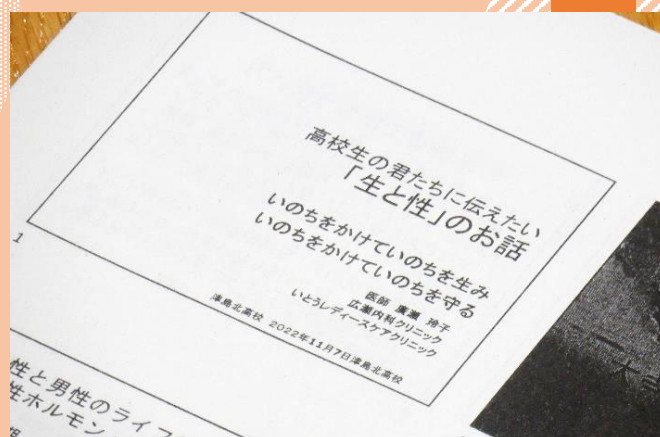 高校生の君たちに伝えたい
「生と性」のお話
いのちをかけていのちを生み
いのちをかけていのちを守る
医師 廣瀬 玲子
広瀬内科クリニック
いとうレディースケアクリニック
津島北高校 2022年11月7日津島北高校
1
性と男性のライフ
性ホルモン